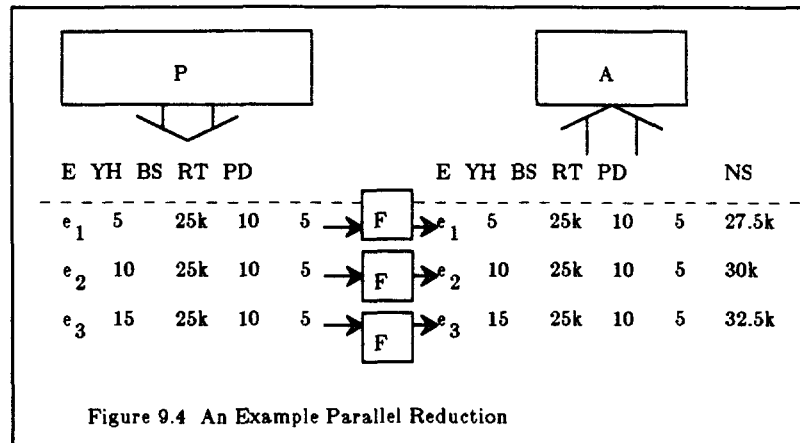 P A
E YH BS RT PD E YH BS RT PD NS
e1 5 25k 10 5 F e1 5 25k 10 5 27.5k
e2 10 25k 10 5 F e2 10 25k 10 5 30k
e3 15 25k 10 5 F e3 15 25k 10 5 32.5k
Figure 9.4 An Example Parallel Reduction